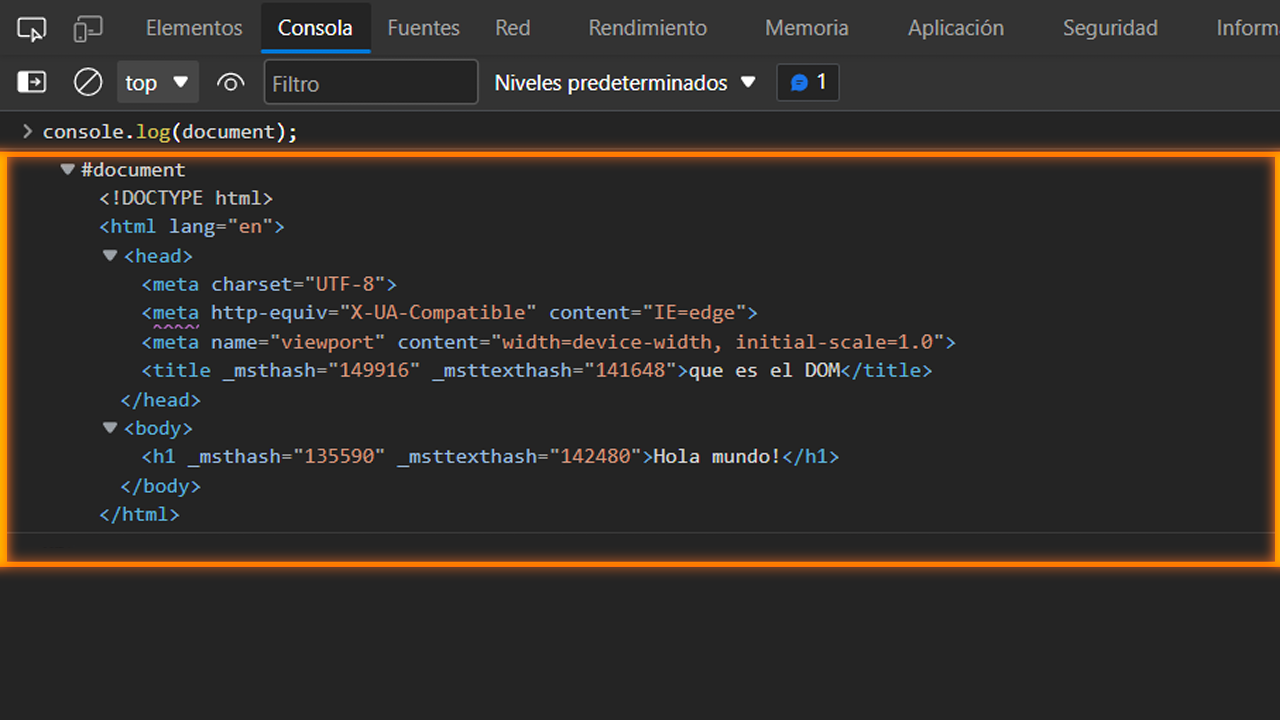 Elementos Consola Fuentes Red Rendimiento Memoria Aplicación Seguridad Inform
top Filtro Niveles predeterminados 1
> console.log(document);
#document
<!DOCTYPE html>
<html lang="en">
<head>
<meta charset="UTF-8">
<meta http-equiv="X-UA-Compatible" content="IE=edge">
<meta name="viewport" content="width=device-width, initial-scale=1.0">
<title _msthash="149916" _msttexthash="141648">que es el DOM</title>
</head>
<body>
<h1 _msthash="135590" _msttexthash="142480">Hola mundo!</h1>
</body>
</html>